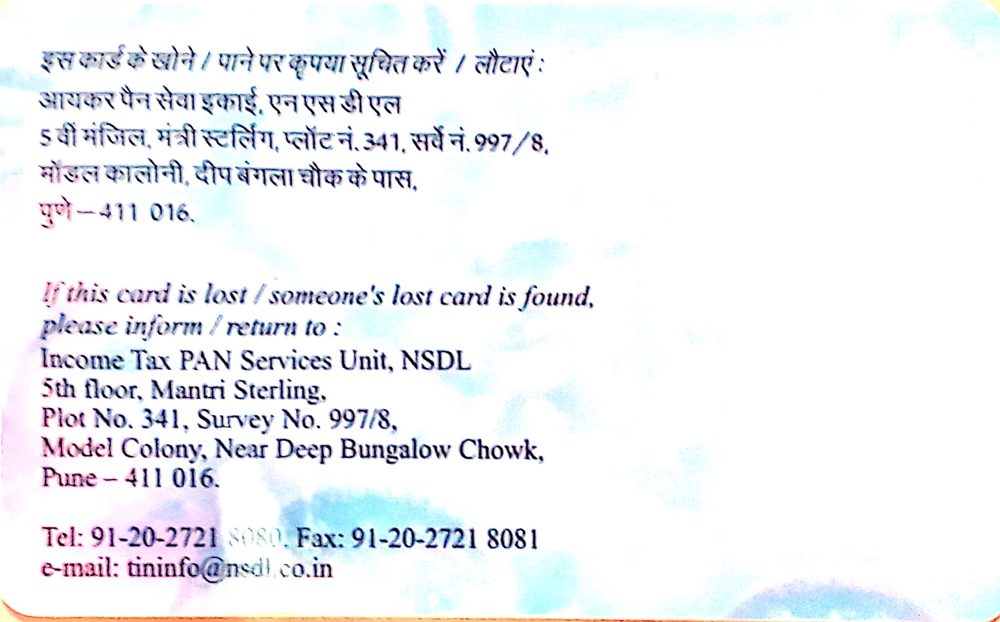 इस कार्ड के खोने / पाने पर कृपया सूचित करें / लौटाएं :
आयकर पैन सेवा इकाई, एन एस डी एल
5 वीं मंजिल, मंत्री स्टर्लिंग, प्लॉट नं. 341, सर्वे नं. 997/8,
मॉडल कालोनी, दीप बंगला चौक के पास,
पुणे – 411 016.
If this card is lost / someone's lost card is found,
please inform / return to :
Income Tax PAN Services Unit, NSDL
5th floor, Mantri Sterling,
Plot No. 341, Survey No. 997/8,
Model Colony, Near Deep Bungalow Chowk,
Pune – 411 016.
Tel: 91-20-2721 8080, Fax: 91-20-2721 8081
e-mail: tininfo@nsdl.co.in